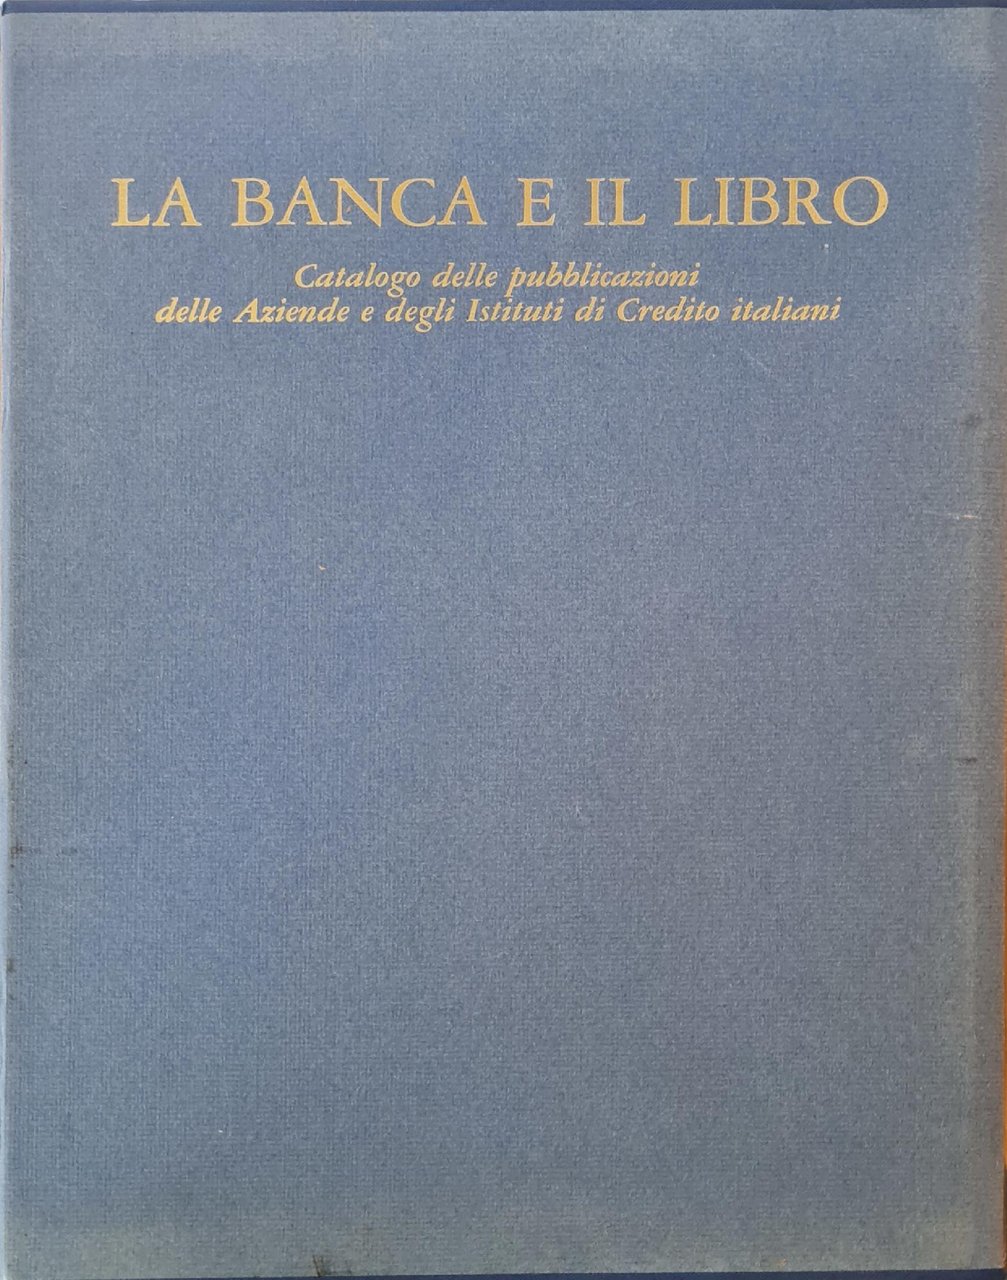 LA BANCA E IL LIBRO
Catalogo delle pubblicazioni
delle Aziende e degli Istituti di Credito italiani